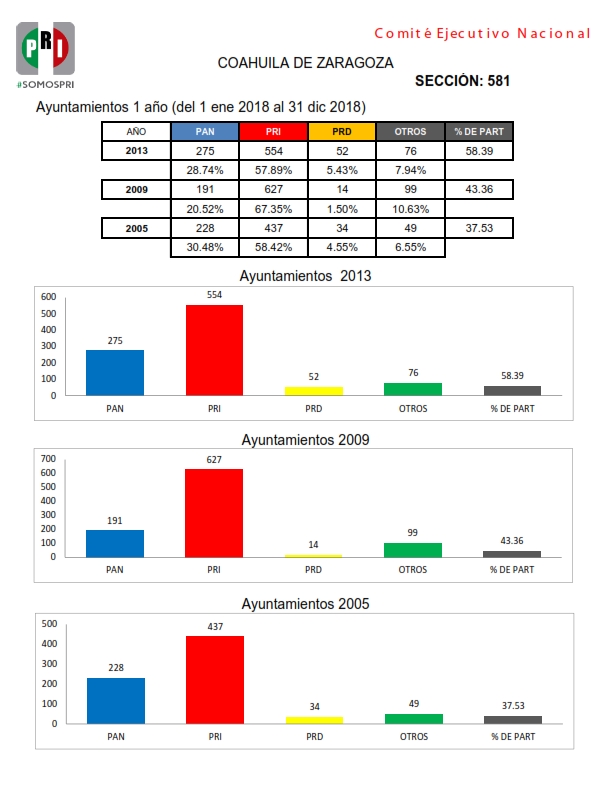 Comité Ejecutivo Nacional
PRI
#SOMOSPRI
COAHUILA DE ZARAGOZA
SECCIÓN: 581
Ayuntamientos 1 año (del 1 ene 2018 al 31 dic 2018)
AÑO PAN PRI PRD OTROS % DE PART
2013 275 554 52 76 58.39
28.74% 57.89% 5.43% 7.94%
2009 191 627 14 99 43.36
20.52% 67.35% 1.50% 10.63%
2005 228 437 34 49 37.53
30.48% 58.42% 4.55% 6.55%
Ayuntamientos 2013
600
500
400
300
200
100
0
275 554 52 76 58.39
PAN PRI PRD OTROS % DE PART
Ayuntamientos 2009
700
600
500
400
300
200
100
0
191 627 14 99 43.36
PAN PRI PRD OTROS % DE PART
Ayuntamientos 2005
500
400
300
200
100
0
228 437 34 49 37.53
PAN PRI PRD OTROS % DE PART